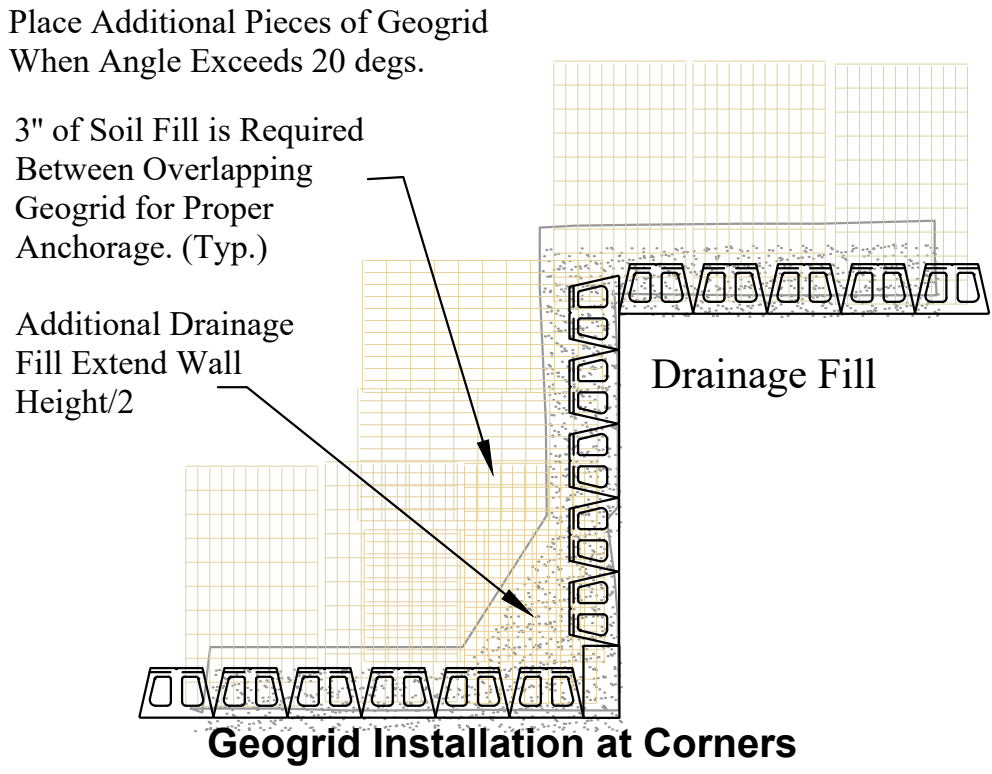 Place Additional Pieces of Geogrid
When Angle Exceeds 20 degs.
3" of Soil Fill is Required
Between Overlapping
Geogrid for Proper
Anchorage. (Typ.)
Additional Drainage
Fill Extend Wall
Height/2
Drainage Fill
Geogrid Installation at Corners